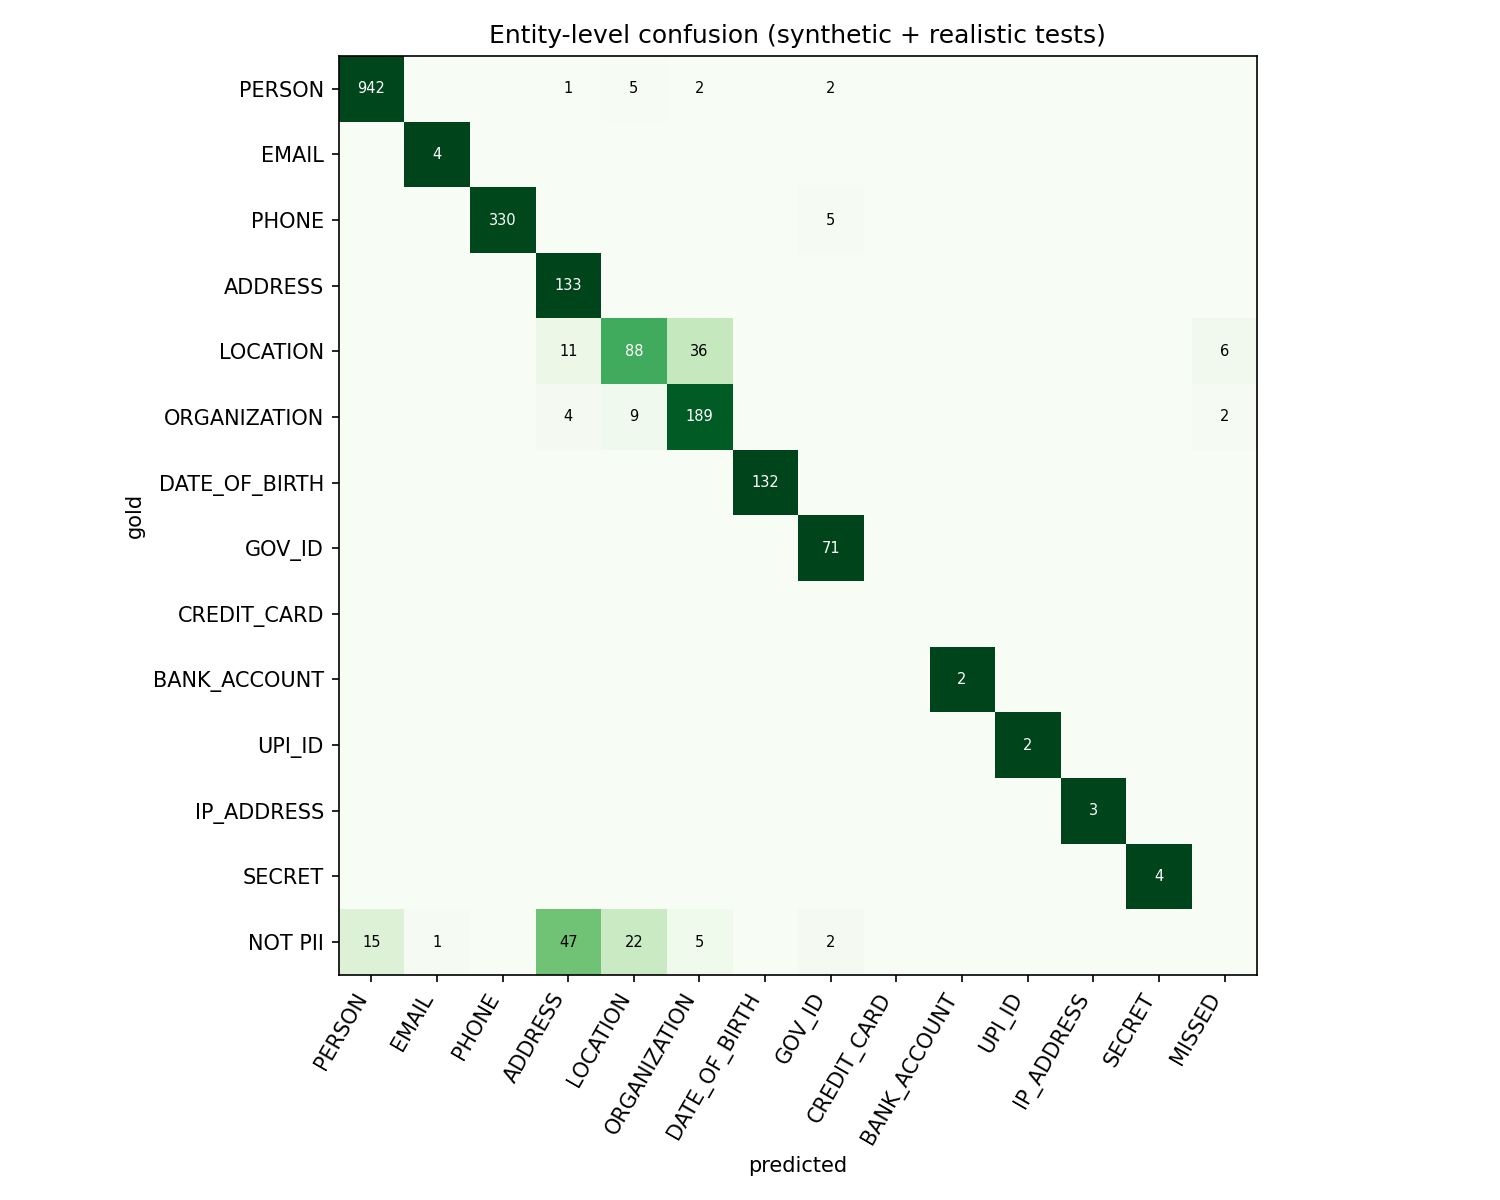 Entity-level confusion (synthetic + realistic tests)
PERSON 942 1 5 2 2
EMAIL 4
PHONE 330 5
ADDRESS 133
LOCATION 11 88 36 6
ORGANIZATION 4 9 189 2
DATE_OF_BIRTH 132
gold
GOV_ID 71
CREDIT_CARD
BANK_ACCOUNT 2
UPI_ID 2
IP_ADDRESS 3
SECRET 4
NOT PII 15 1 47 22 5 2
PERSON EMAIL PHONE ADDRESS LOCATION ORGANIZATION DATE_OF_BIRTH GOV_ID CREDIT_CARD BANK_ACCOUNT UPI_ID IP_ADDRESS SECRET MISSED
predicted